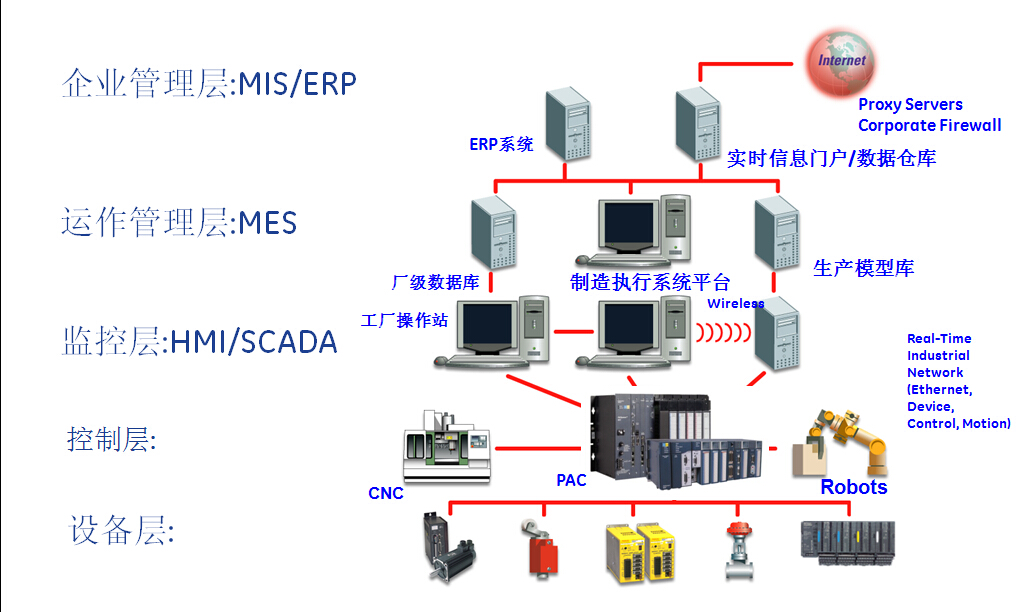 Internet
企业管理层:MIS/ERP
Proxy Servers
Corporate Firewall
ERP系统
实时信息门户/数据仓库
运作管理层:MES
厂级数据库
制造执行系统平台
生产模型库
Wireless
工厂操作站
监控层:HMI/SCADA
Real-Time
Industrial
Network
(Ethernet,
Device,
Control, Motion)
控制层:
CNC
PAC
Robots
设备层: